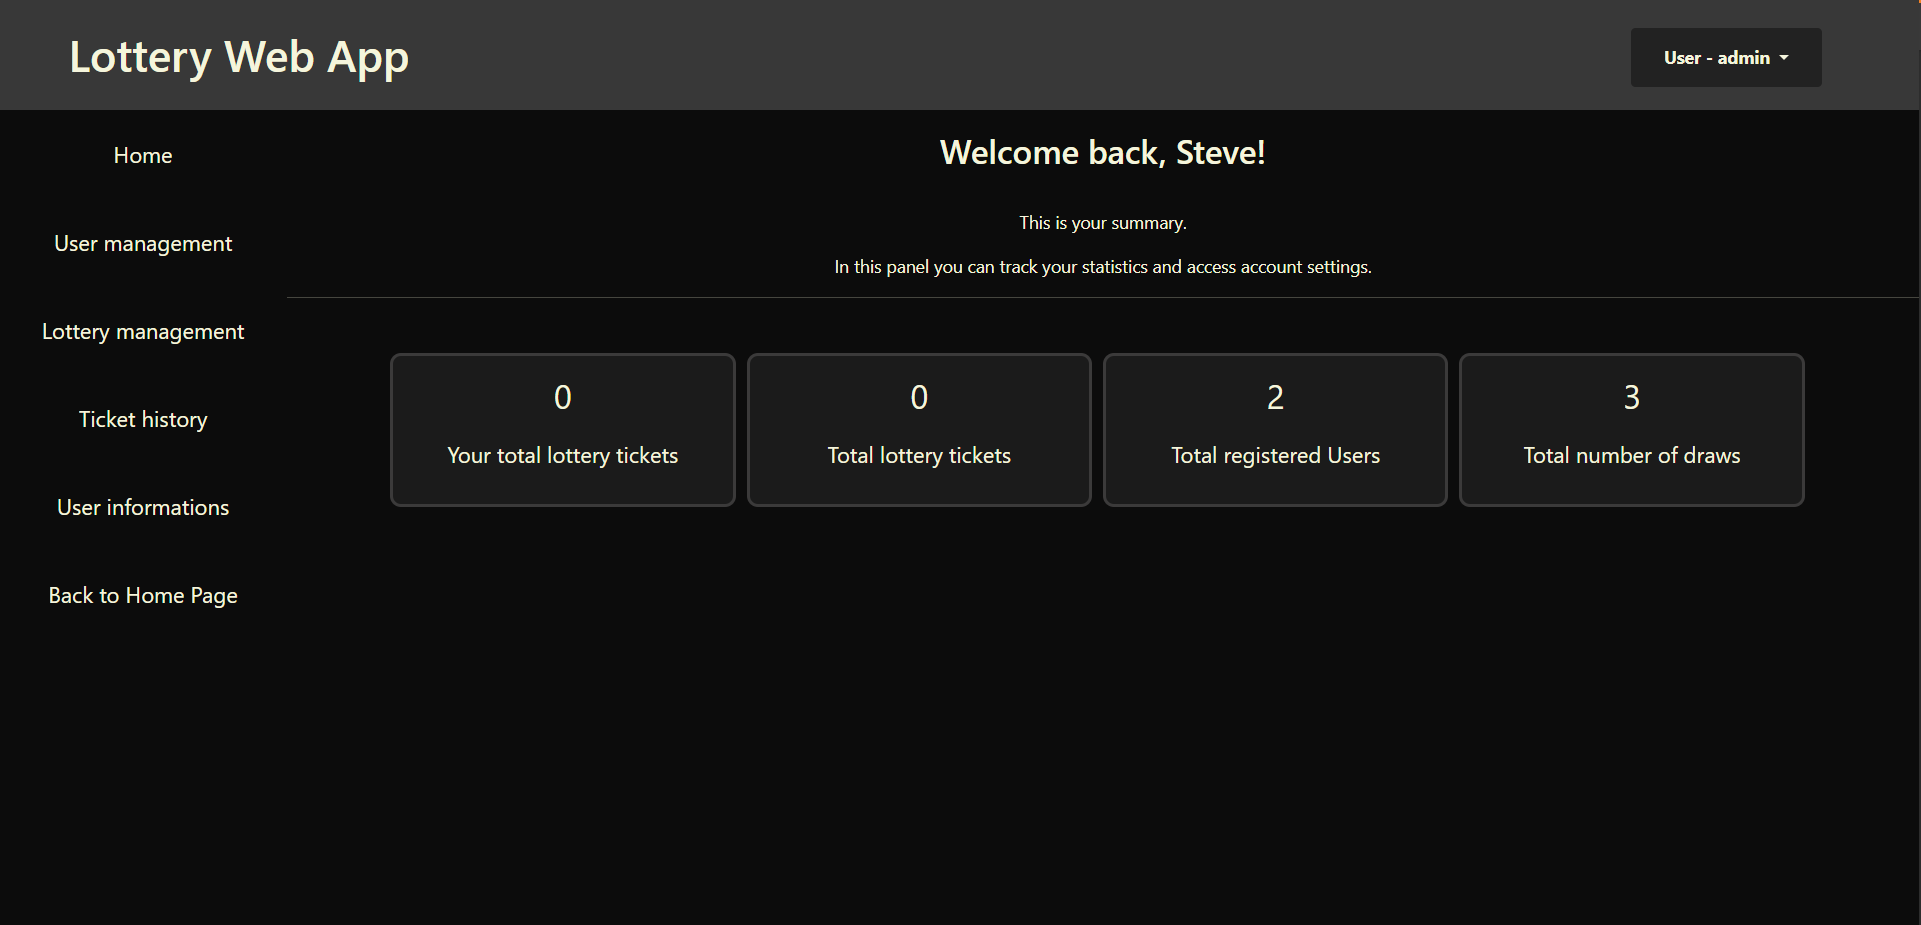 Lottery Web App
User - admin
Home
User management
Lottery management
Ticket history
User informations
Back to Home Page
Welcome back, Steve!
This is your summary.
In this panel you can track your statistics and access account settings.
0
Your total lottery tickets
0
Total lottery tickets
2
Total registered Users
3
Total number of draws